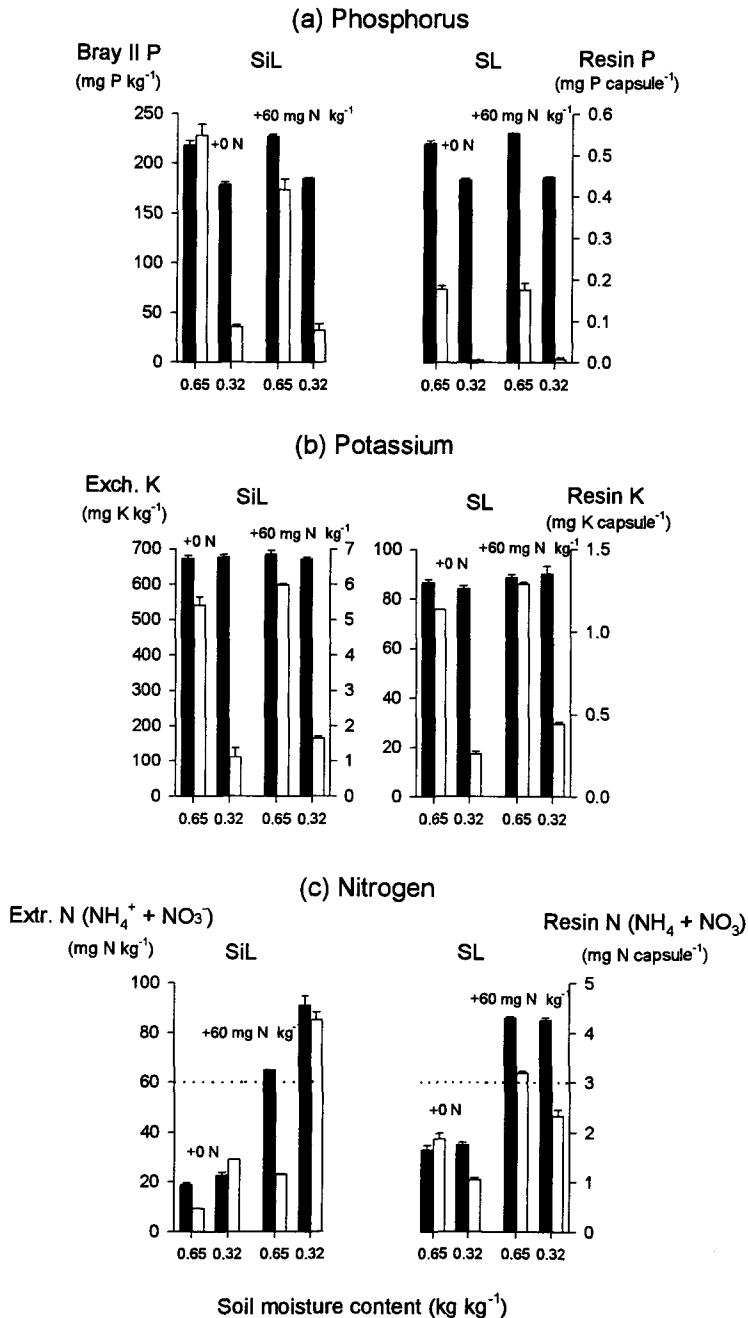 (a) Phosphorus
Bray II P
(mg P kg⁻¹)
SiL
SL
Resin P
(mg P capsule⁻¹)
250
200
150
100
50
0
+0 N
+60 mg N kg⁻¹
+0 N
+60 mg N kg⁻¹
0.6
0.5
0.4
0.3
0.2
0.1
0.0
0.65 0.32 0.65 0.32
0.65 0.32 0.65 0.32
(b) Potassium
Exch. K
(mg K kg⁻¹)
SiL
SL
Resin K
(mg K capsule⁻¹)
700
600
500
400
300
200
100
0
+0 N
+60 mg N kg⁻¹
7
6
5
4
3
2
1
0
100
80
60
40
20
0
+0 N
+60 mg N kg⁻¹
1.5
1.0
0.5
0.0
0.65 0.32 0.65 0.32
0.65 0.32 0.65 0.32
(c) Nitrogen
Extr. N (NH₄⁺ + NO₃⁻)
(mg N kg⁻¹)
SiL
SL
Resin N (NH₄ + NO₃)
(mg N capsule⁻¹)
100
80
60
40
20
0
+0 N
+60 mg N kg⁻¹
+0 N
+60 mg N kg⁻¹
5
4
3
2
1
0
0.65 0.32 0.65 0.32
0.65 0.32 0.65 0.32
Soil moisture content (kg kg⁻¹)